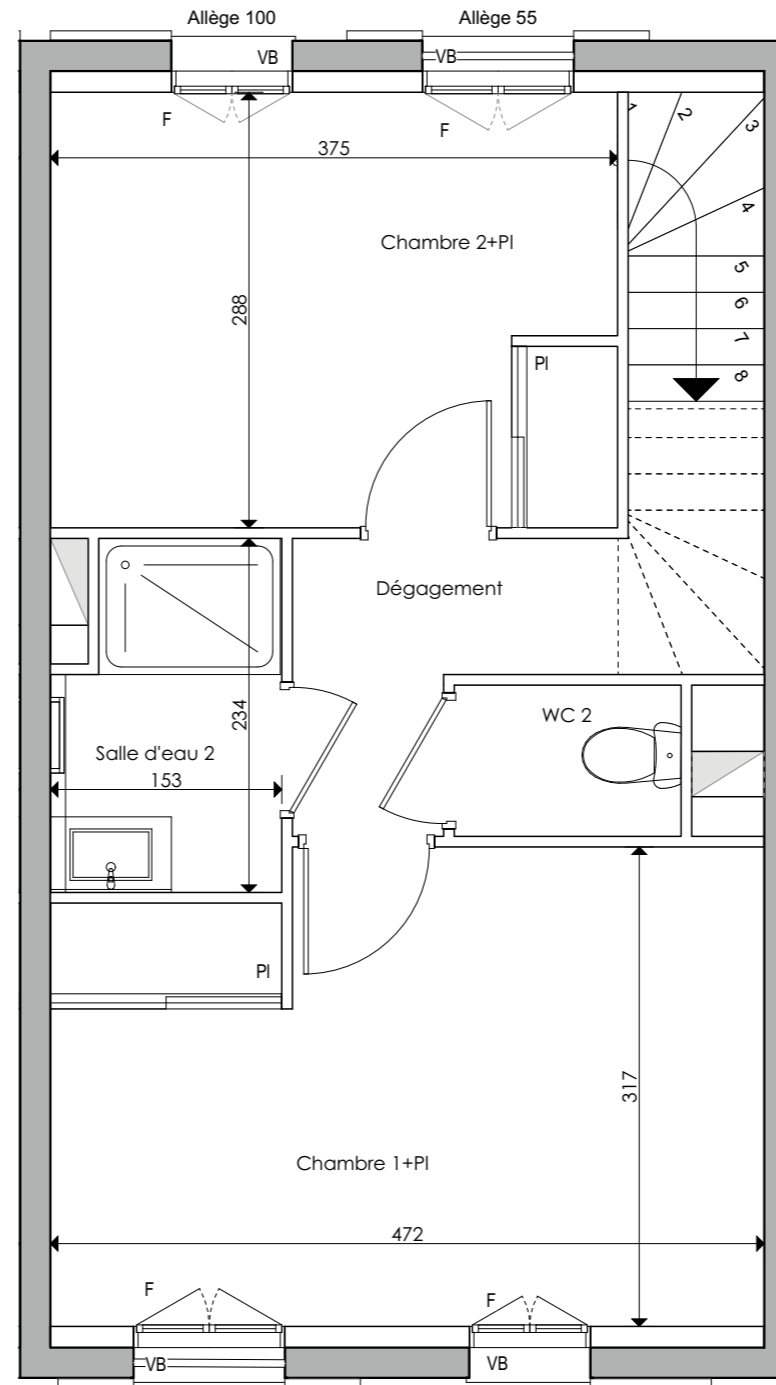 Allège 100
Allège 55
VB
VB
F
F
375
1
2
3
4
5
6
7
8
Chambre 2+Pl
288
Pl
Dégagement
234
WC 2
Salle d'eau 2
153
Pl
317
Chambre 1+Pl
472
F
F
VB
VB